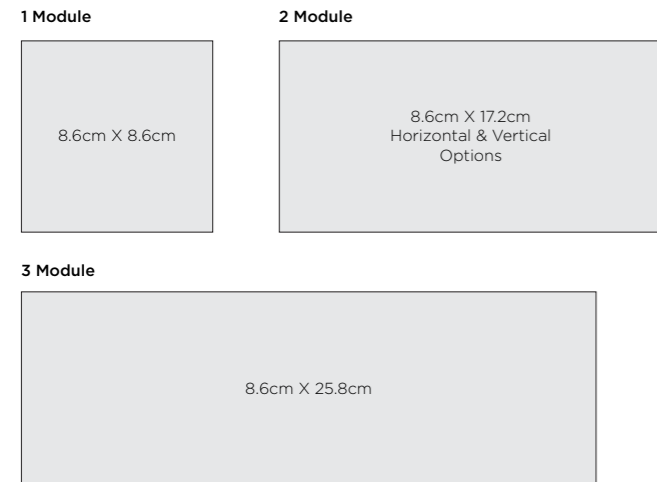 1 Module
2 Module
8.6cm X 8.6cm
8.6cm X 17.2cm
Horizontal & Vertical
Options
3 Module
8.6cm X 25.8cm